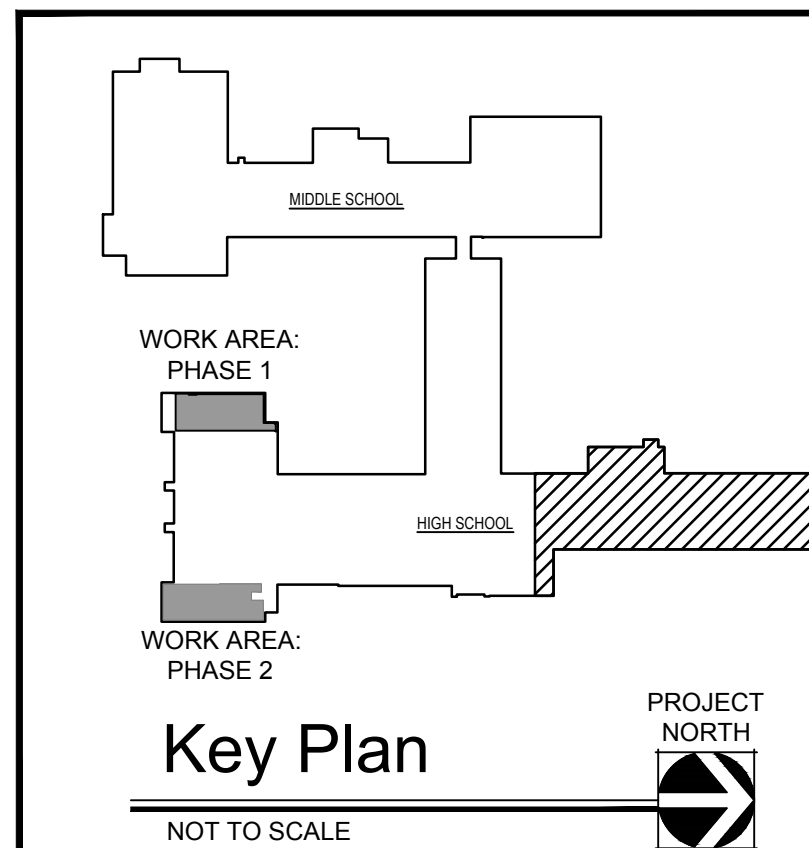 MIDDLE SCHOOL
WORK AREA:
PHASE 1
HIGH SCHOOL
WORK AREA:
PHASE 2
Key Plan
NOT TO SCALE
PROJECT
NORTH